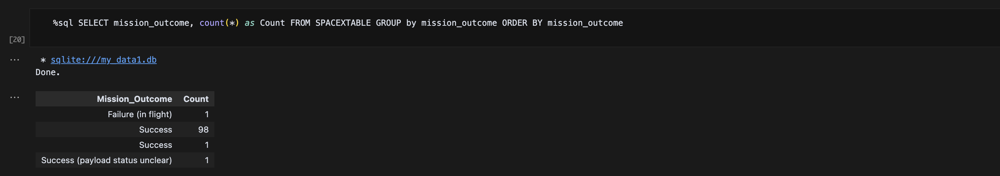 %sql SELECT mission_outcome, count(*) as Count FROM SPACEXTABLE GROUP by mission_outcome ORDER BY mission_outcome
[20]
... * sqlite:///my_data1.db
Done.
... Mission_Outcome Count
Failure (in flight) 1
Success 98
Success 1
Success (payload status unclear) 1